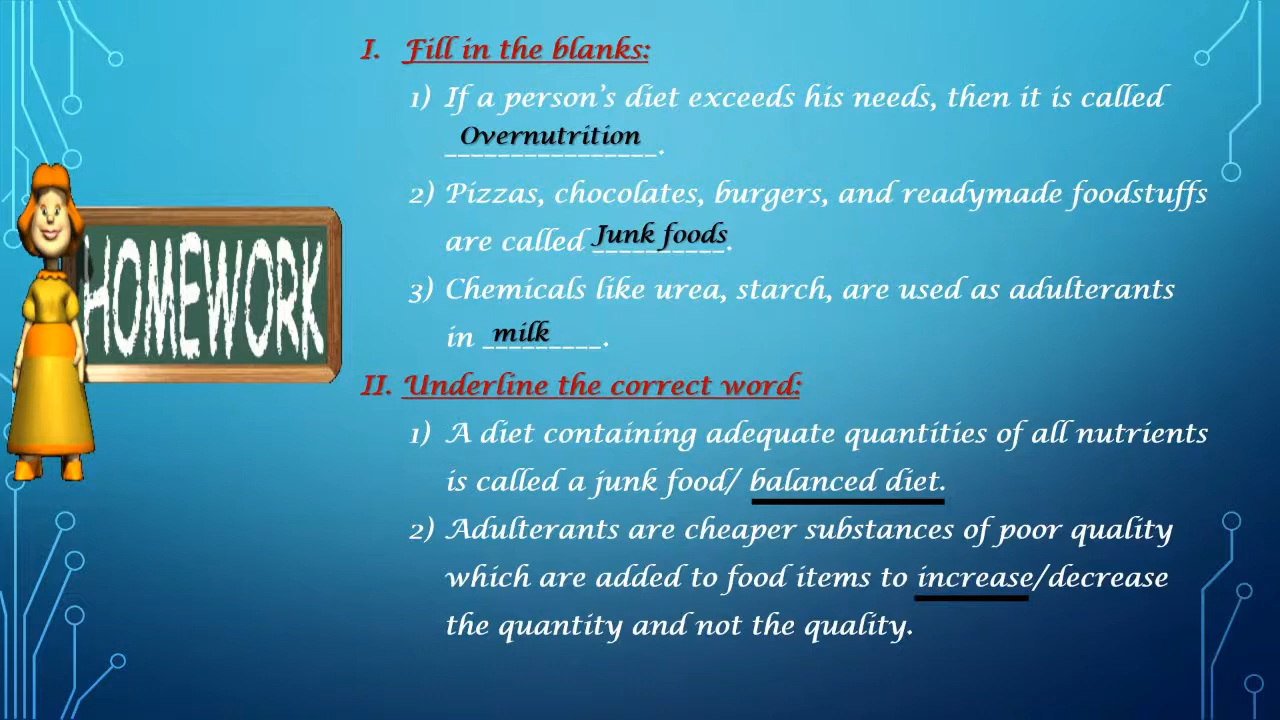 HOMEWORK
I. Fill in the blanks:
1) If a person's diet exceeds his needs, then it is called
Overnutrition
________________.
2) Pizzas, chocolates, burgers, and readymade foodstuffs
are called Junk foods__________.
3) Chemicals like urea, starch, are used as adulterants
in milk_________.
II. Underline the correct word:
1) A diet containing adequate quantities of all nutrients
is called a junk food/ balanced diet.
2) Adulterants are cheaper substances of poor quality
which are added to food items to increase/decrease
the quantity and not the quality.